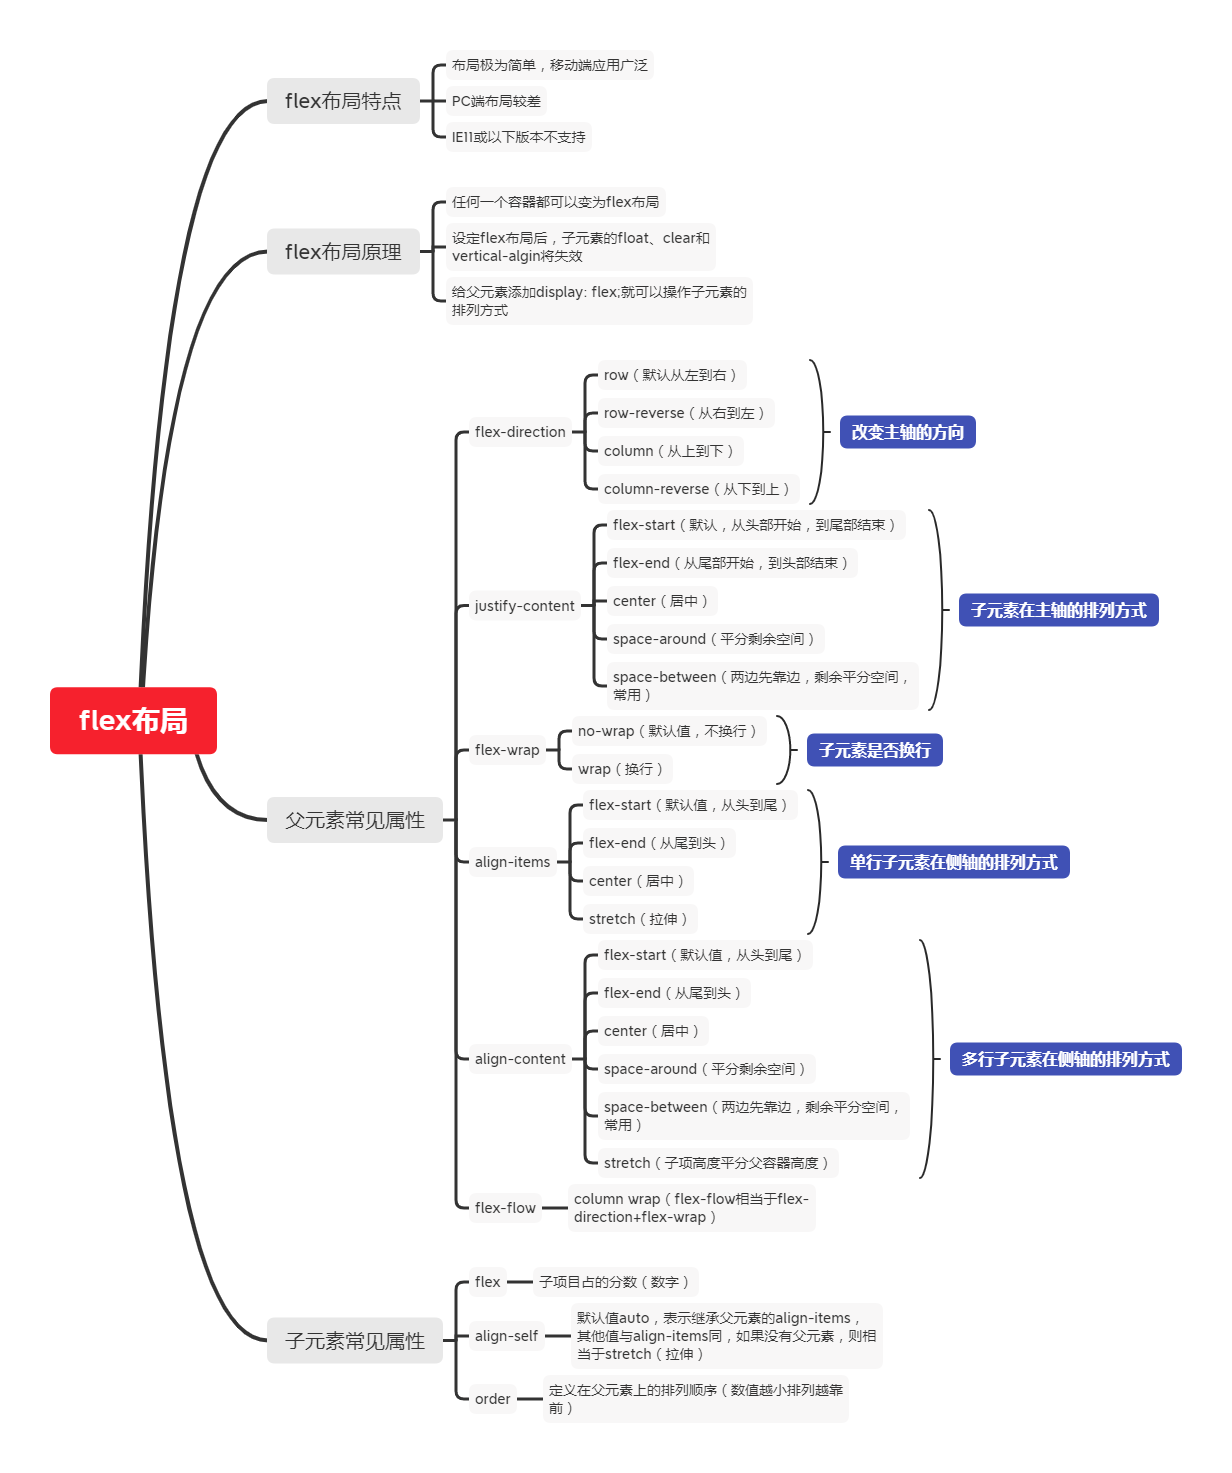 flex布局
flex布局特点
布局极为简单，移动端应用广泛
PC端布局较差
IE11或以下版本不支持
flex布局原理
任何一个容器都可以变为flex布局
设定flex布局后，子元素的float、clear和
vertical-algin将失效
给父元素添加display: flex;就可以操作子元素的
排列方式
父元素常见属性
flex-direction
row（默认从左到右）
row-reverse（从右到左）
column（从上到下）
column-reverse（从下到上）
改变主轴的方向
justify-content
flex-start（默认，从头部开始，到尾部结束）
flex-end（从尾部开始，到头部结束）
center（居中）
space-around（平分剩余空间）
space-between（两边先靠边，剩余平分空间，
常用）
子元素在主轴的排列方式
flex-wrap
no-wrap（默认值，不换行）
wrap（换行）
子元素是否换行
align-items
flex-start（默认值，从头到尾）
flex-end（从尾到头）
center（居中）
stretch（拉伸）
单行子元素在侧轴的排列方式
align-content
flex-start（默认值，从头到尾）
flex-end（从尾到头）
center（居中）
space-around（平分剩余空间）
space-between（两边先靠边，剩余平分空间，
常用）
stretch（子项高度平分父容器高度）
多行子元素在侧轴的排列方式
flex-flow
column wrap（flex-flow相当于flex-
direction+flex-wrap）
子元素常见属性
flex
子项目占的分数（数字）
align-self
默认值auto，表示继承父元素的align-items，
其他值与align-items同，如果没有父元素，则相
当于stretch（拉伸）
order
定义在父元素上的排列顺序（数值越小排列越靠
前）